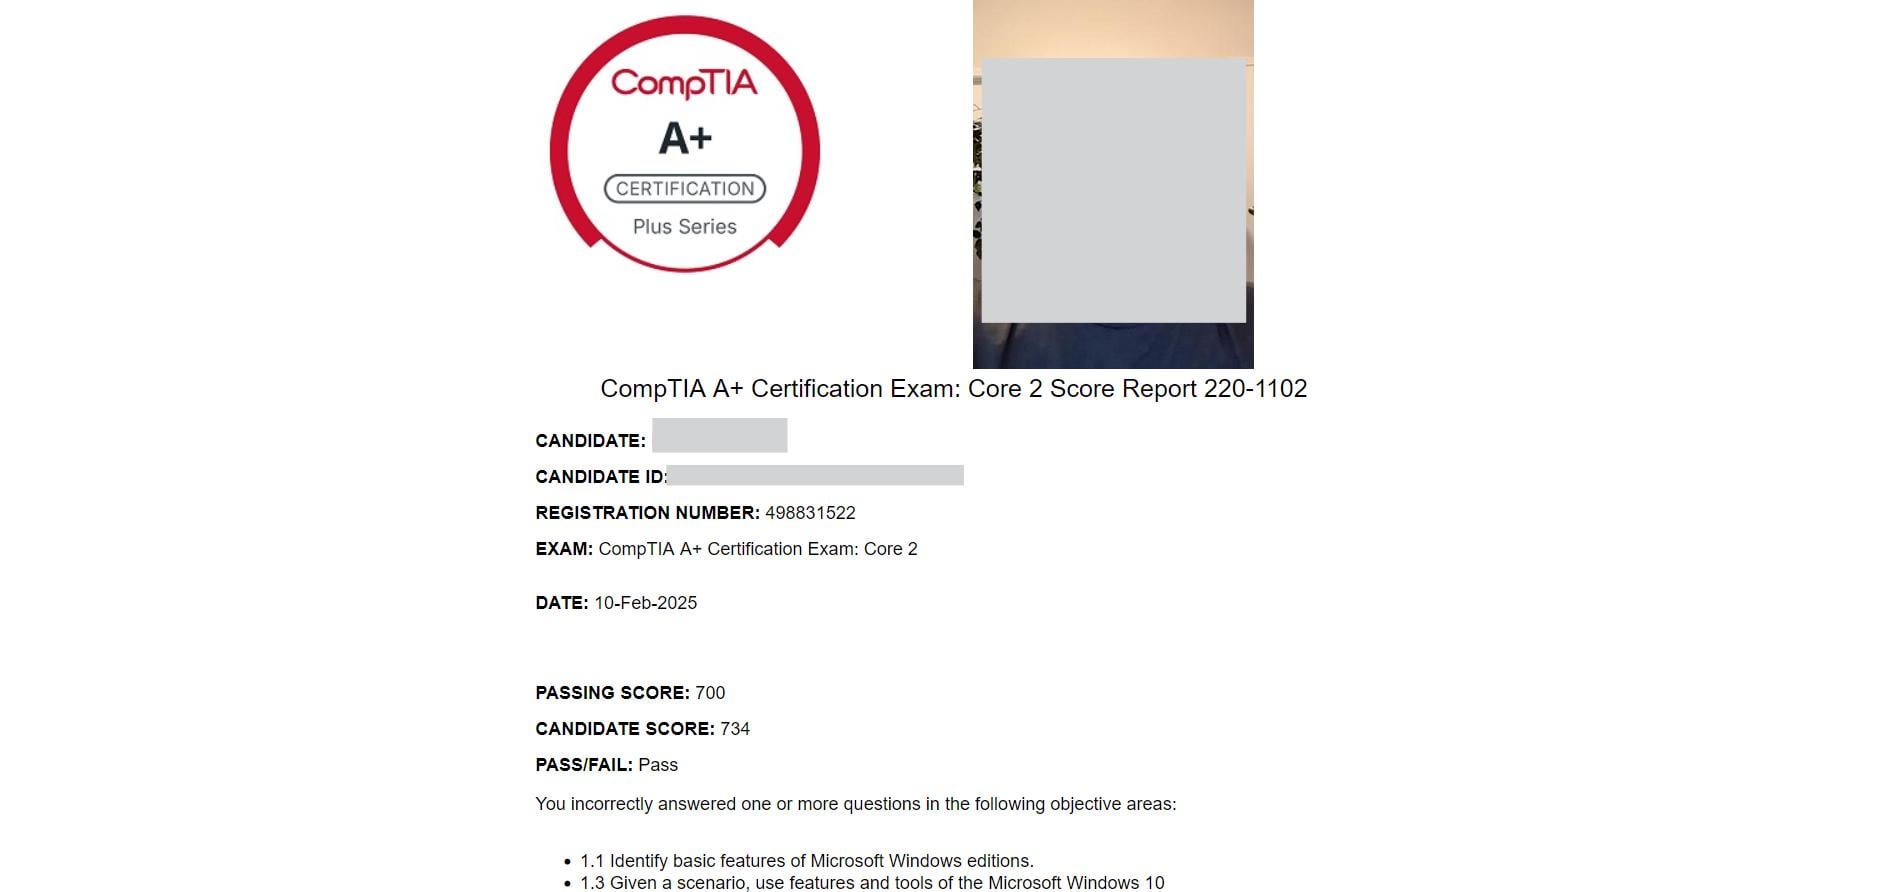 CompTIA
A+
CERTIFICATION
Plus Series
CompTIA A+ Certification Exam: Core 2 Score Report 220-1102
CANDIDATE:
CANDIDATE ID:
REGISTRATION NUMBER: 498831522
EXAM: CompTIA A+ Certification Exam: Core 2
DATE: 10-Feb-2025
PASSING SCORE: 700
CANDIDATE SCORE: 734
PASS/FAIL: Pass
You incorrectly answered one or more questions in the following objective areas:
• 1.1 Identify basic features of Microsoft Windows editions.
• 1.3 Given a scenario, use features and tools of the Microsoft Windows 10